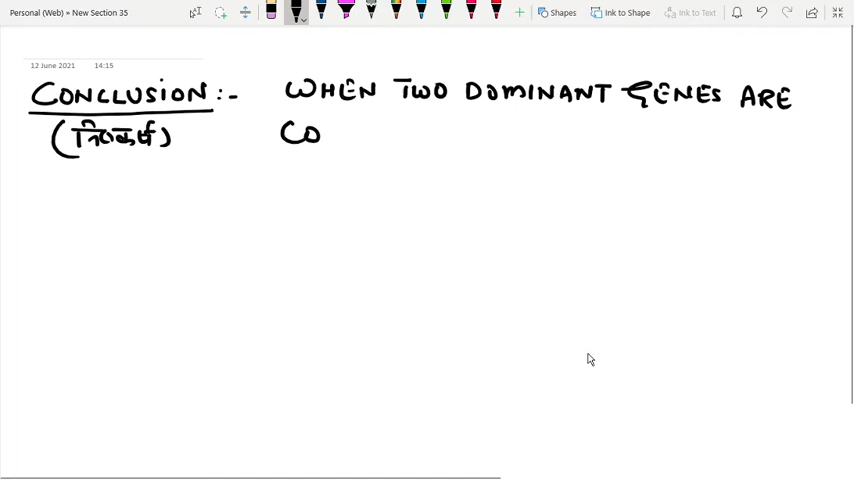 Personal (Web) » New Section 35
Shapes
Ink to Shape
Ink to Text
12 June 2021 14:15
CONCLUSION :- WHEN TWO DOMINANT GENES ARE
(निष्कर्ष) CO